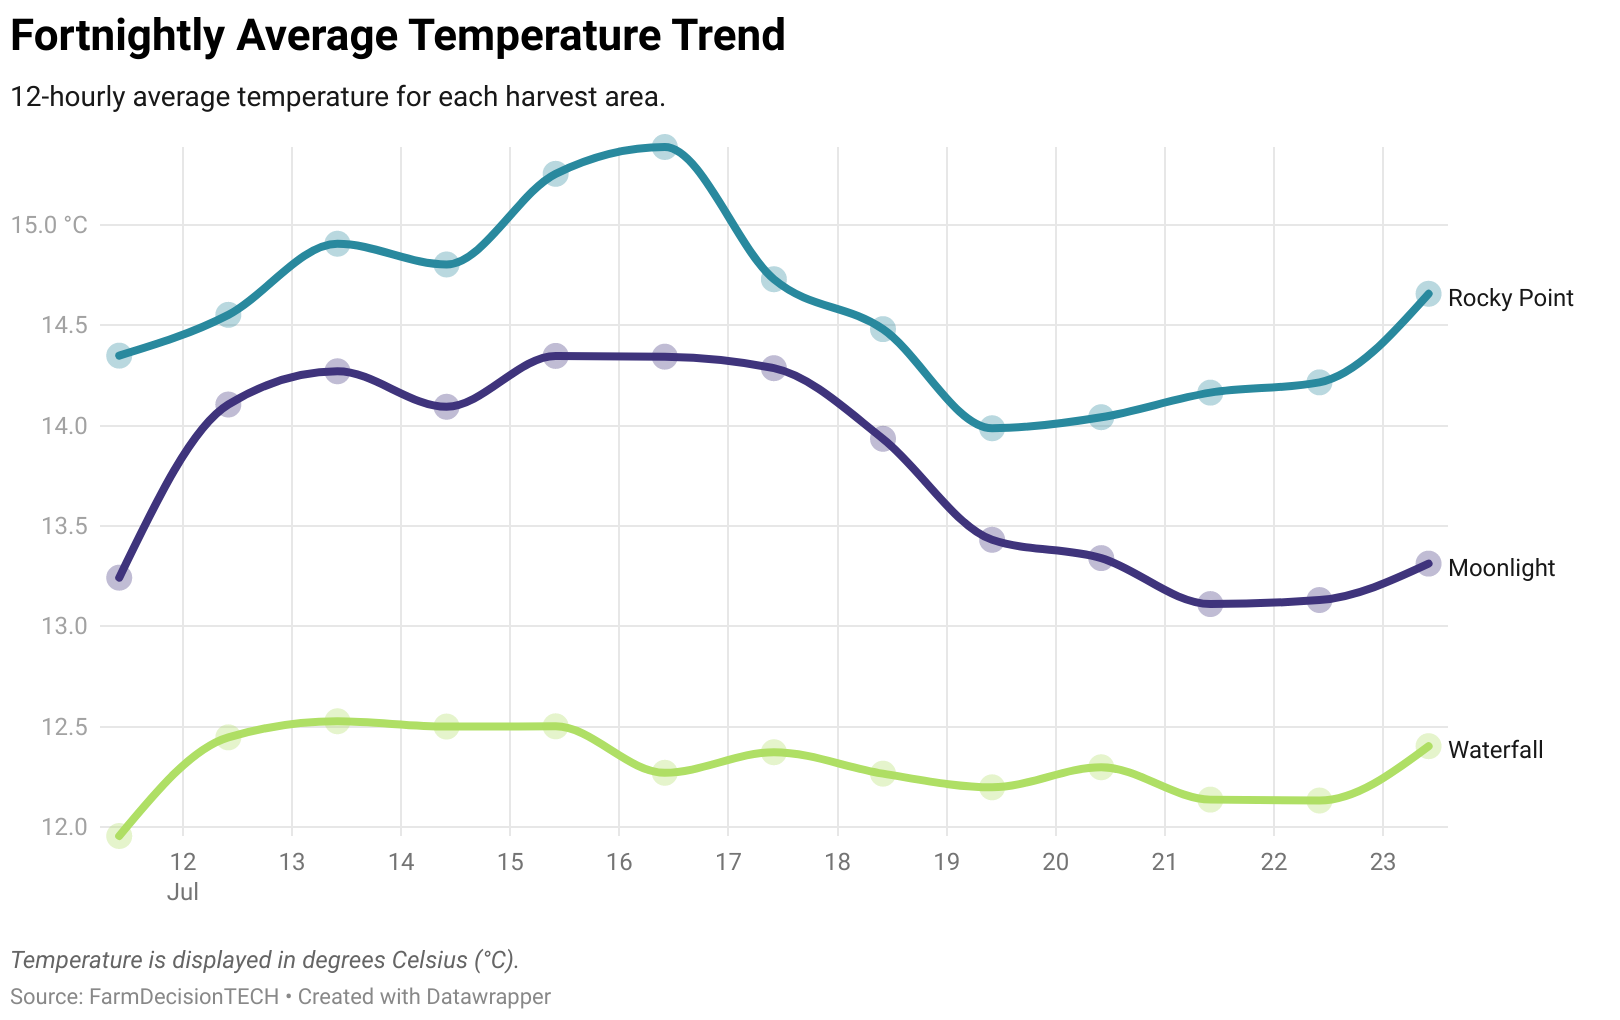 Fortnightly Average Temperature Trend
12-hourly average temperature for each harvest area.
15.0 °C
14.5
14.0
13.5
13.0
12.5
12.0
Rocky Point
Moonlight
Waterfall
12 13 14 15 16 17 18 19 20 21 22 23
Jul
Temperature is displayed in degrees Celsius (°C).
Source: FarmDecisionTECH • Created with Datawrapper